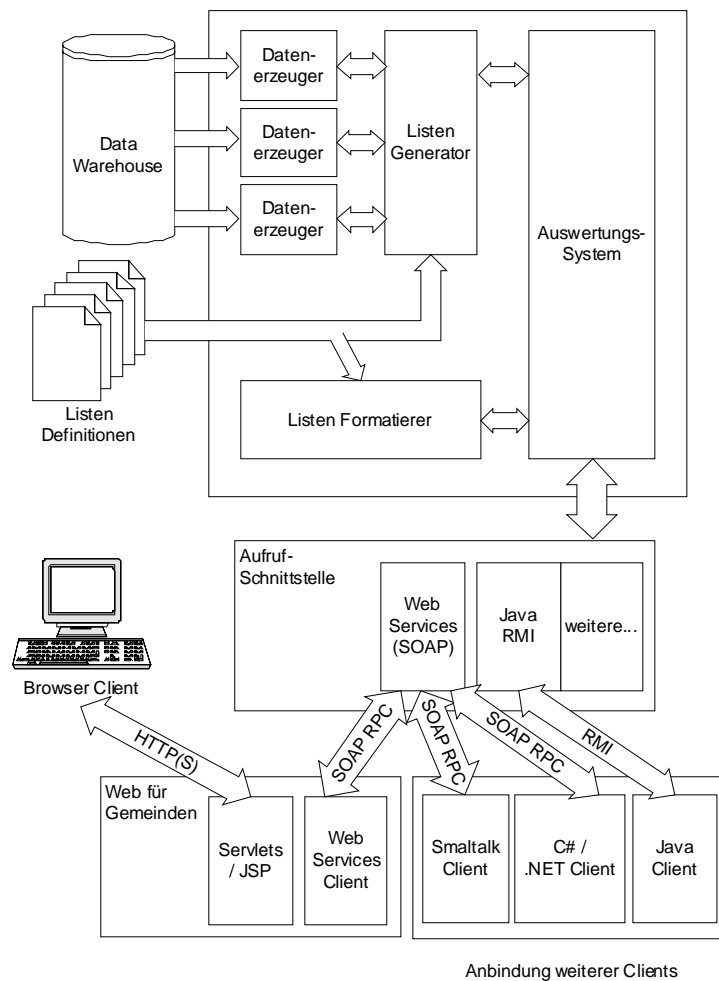 Data
Warehouse
Daten-
erzeuger
Daten-
erzeuger
Daten-
erzeuger
Listen
Generator
Auswertungs-
System
Listen
Definitionen
Listen Formatierer
Aufruf-
Schnittstelle
Web
Services
(SOAP)
Java
RMI
weitere...
Browser Client
HTTP(S)
SOAP RPC
SOAP RPC
SOAP RPC
RMI
Web für
Gemeinden
Servlets
/ JSP
Web
Services
Client
Smaltalk
Client
C# /
.NET Client
Java
Client
Anbindung weiterer Clients